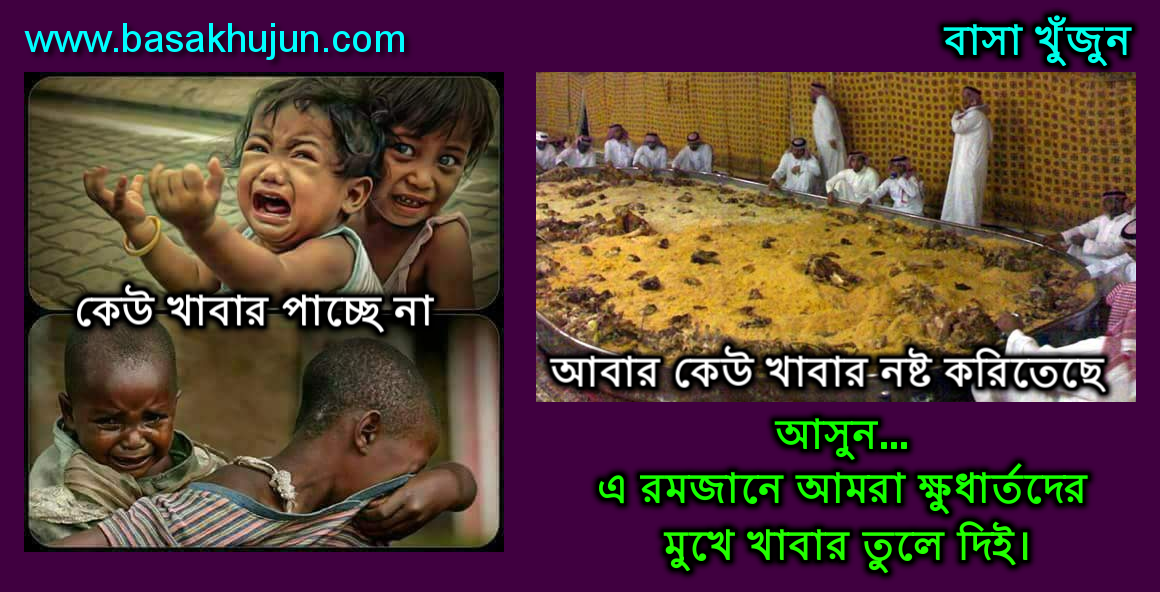 www.basakhujun.com
বাসা খুঁজুন
কেউ খাবার পাচ্ছে না
আবার কেউ খাবার নষ্ট করিতেছে
আসুন...
এ রমজানে আমরা ক্ষুধার্তদের
মুখে খাবার তুলে দিই।